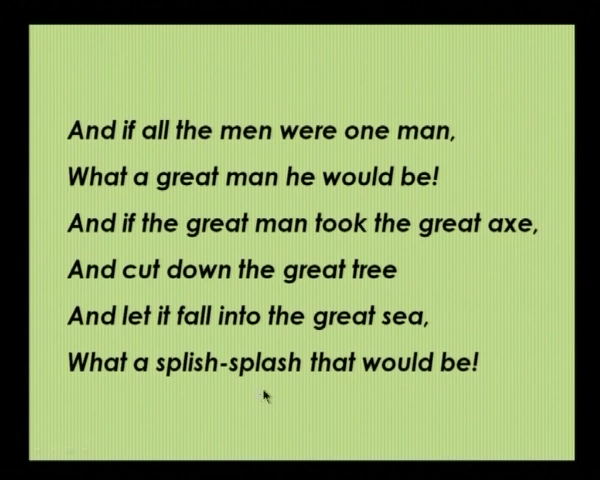 And if all the men were one man,
What a great man he would be!
And if the great man took the great axe,
And cut down the great tree
And let it fall into the great sea,
What a splish-splash that would be!